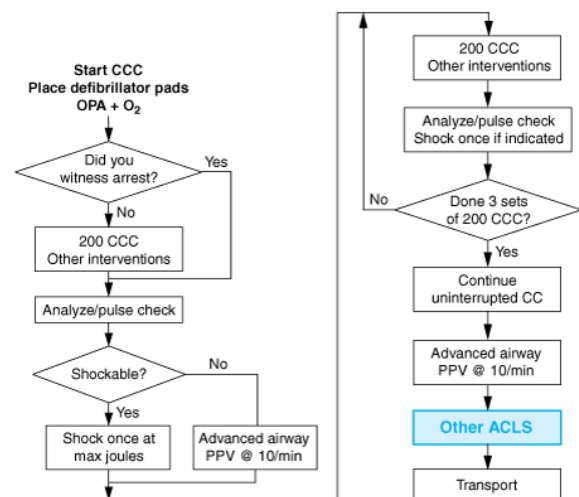 Start CCC
Place defibrillator pads
OPA + O₂
Did you
witness arrest?
Yes
No
200 CCC
Other interventions
Analyze/pulse check
Shockable?
No
Yes
Shock once at
max joules
Advanced airway
PPV @ 10/min
200 CCC
Other interventions
Analyze/pulse check
Shock once if indicated
No
Done 3 sets
of 200 CCC?
Yes
Continue
uninterrupted CC
Advanced airway
PPV @ 10/min
Other ACLS
Transport